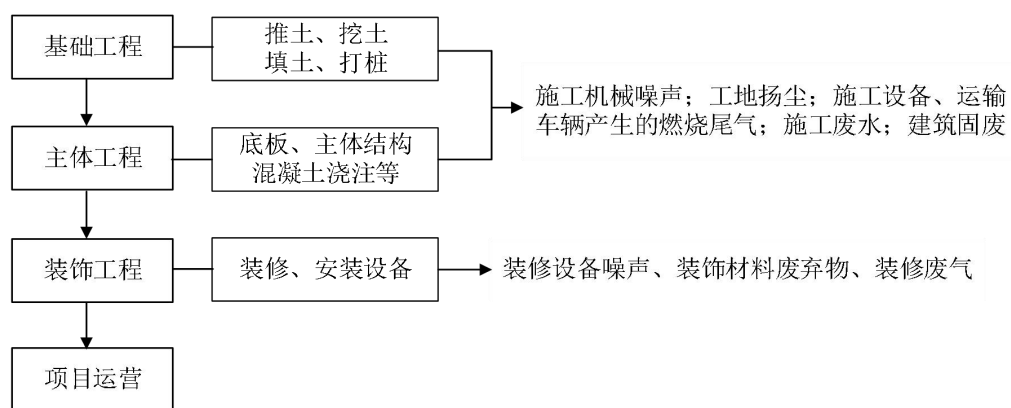 基础工程
推土、挖土
填土、打桩
施工机械噪声；工地扬尘；施工设备、运输
车辆产生的燃烧尾气；施工废水；建筑固废
主体工程
底板、主体结构
混凝土浇注等
装饰工程
装修、安装设备
装修设备噪声、装饰材料废弃物、装修废气
项目运营